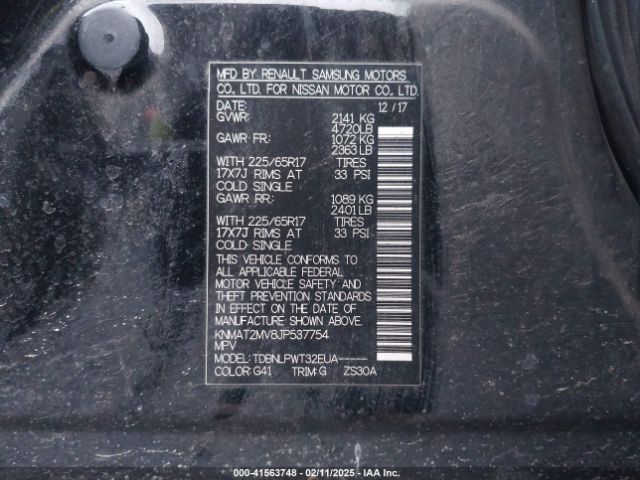 MFD BY RENAULT SAMSUNG MOTORS
CO., LTD. FOR NISSAN MOTOR CO., LTD.
DATE: 12 / 17
GVWR: 2141 KG
4720LB
GAWR FR.: 1072 KG
2363 LB
WITH 225/65R17 TIRES
17X7J RIMS AT 33 PSI
COLD SINGLE
GAWR RR.: 1089 KG
2401 LB
WITH 225/65R17 TIRES
17X7J RIMS AT 33 PSI
COLD SINGLE
THIS VEHICLE CONFORMS TO
ALL APPLICABLE FEDERAL
MOTOR VEHICLE SAFETY AND
THEFT PREVENTION STANDARDS
IN EFFECT ON THE DATE OF
MANUFACTURE SHOWN ABOVE.
KNMAT2MV8JP537754
MPV
MODEL: TDBNLPWT32EUA-----
COLOR: G41 TRIM: G ZS30A
000-41563748 - 02/11/2025 - IAA Inc.